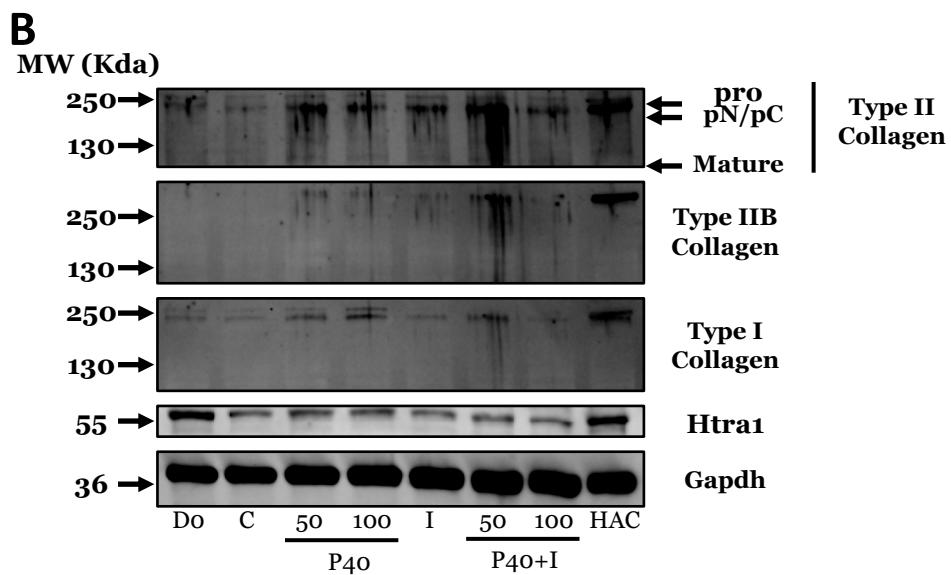 B
MW (Kda)
250
130
pro
pN/pC
Mature
Type II
Collagen
250
130
Type IIB
Collagen
250
130
Type I
Collagen
55
Htra1
36
Gapdh
D0 C 50 100 I 50 100 HAC
P40 P40+I